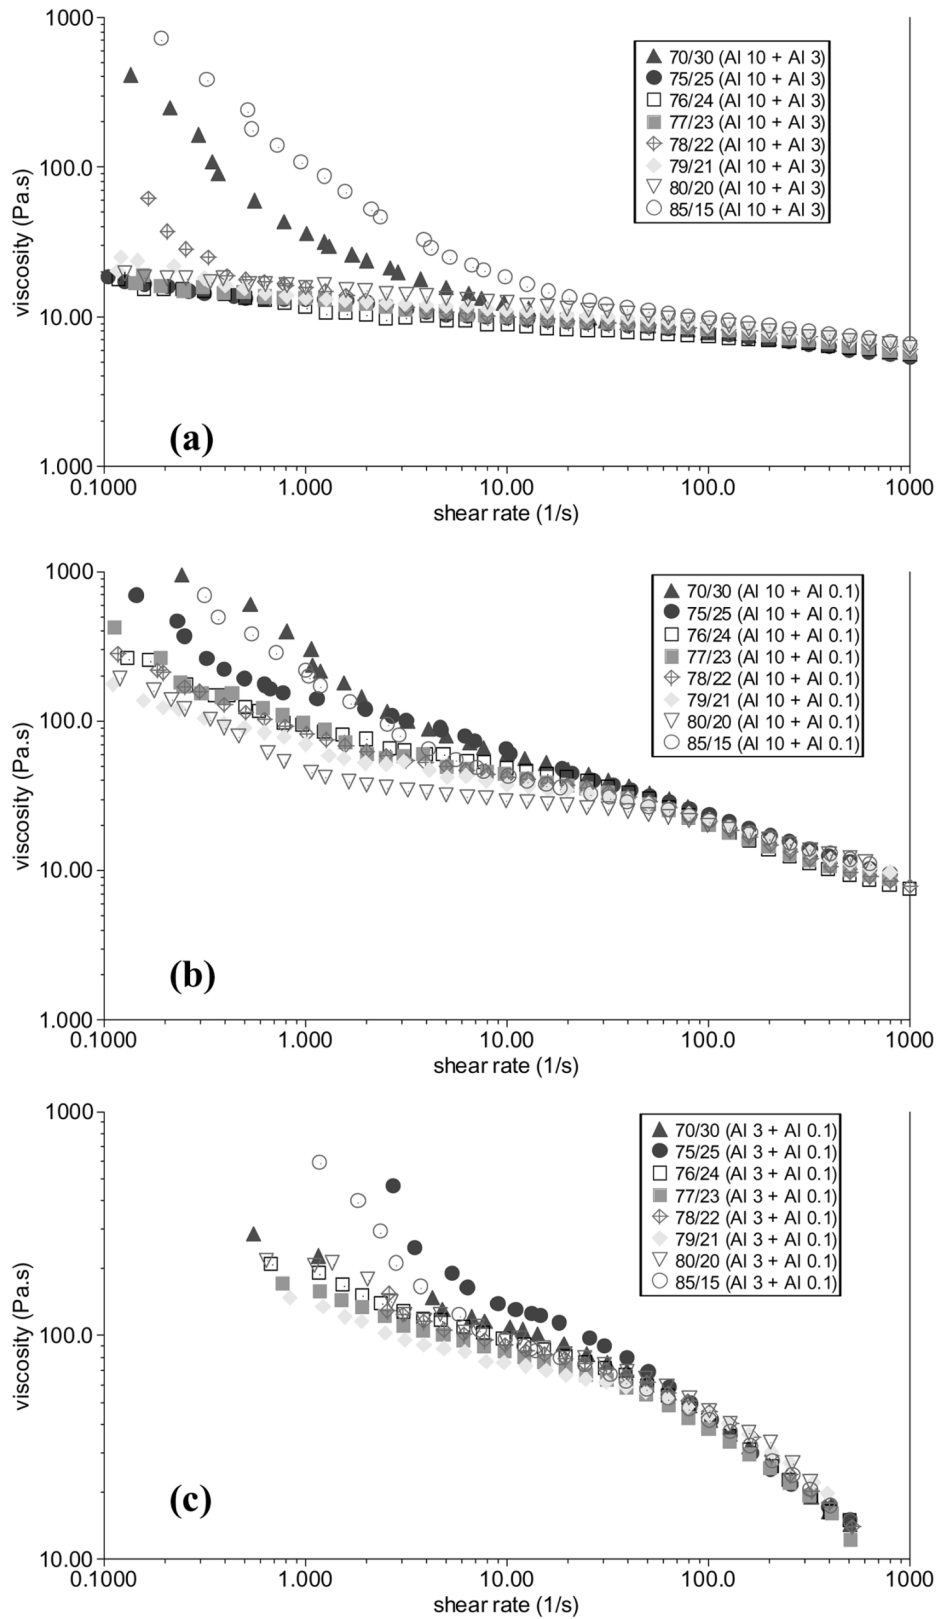 1000
100.0
10.00
1.000
viscosity (Pa.s)
70/30 (Al 10 + Al 3)
75/25 (Al 10 + Al 3)
76/24 (Al 10 + Al 3)
77/23 (Al 10 + Al 3)
78/22 (Al 10 + Al 3)
79/21 (Al 10 + Al 3)
80/20 (Al 10 + Al 3)
85/15 (Al 10 + Al 3)
(a)
0.1000 1.000 10.00 100.0 1000
shear rate (1/s)
1000
100.0
10.00
1.000
viscosity (Pa.s)
70/30 (Al 10 + Al 0.1)
75/25 (Al 10 + Al 0.1)
76/24 (Al 10 + Al 0.1)
77/23 (Al 10 + Al 0.1)
78/22 (Al 10 + Al 0.1)
79/21 (Al 10 + Al 0.1)
80/20 (Al 10 + Al 0.1)
85/15 (Al 10 + Al 0.1)
(b)
0.1000 1.000 10.00 100.0 1000
shear rate (1/s)
1000
100.0
10.00
viscosity (Pa.s)
70/30 (Al 3 + Al 0.1)
75/25 (Al 3 + Al 0.1)
76/24 (Al 3 + Al 0.1)
77/23 (Al 3 + Al 0.1)
78/22 (Al 3 + Al 0.1)
79/21 (Al 3 + Al 0.1)
80/20 (Al 3 + Al 0.1)
85/15 (Al 3 + Al 0.1)
(c)
0.1000 1.000 10.00 100.0 1000
shear rate (1/s)